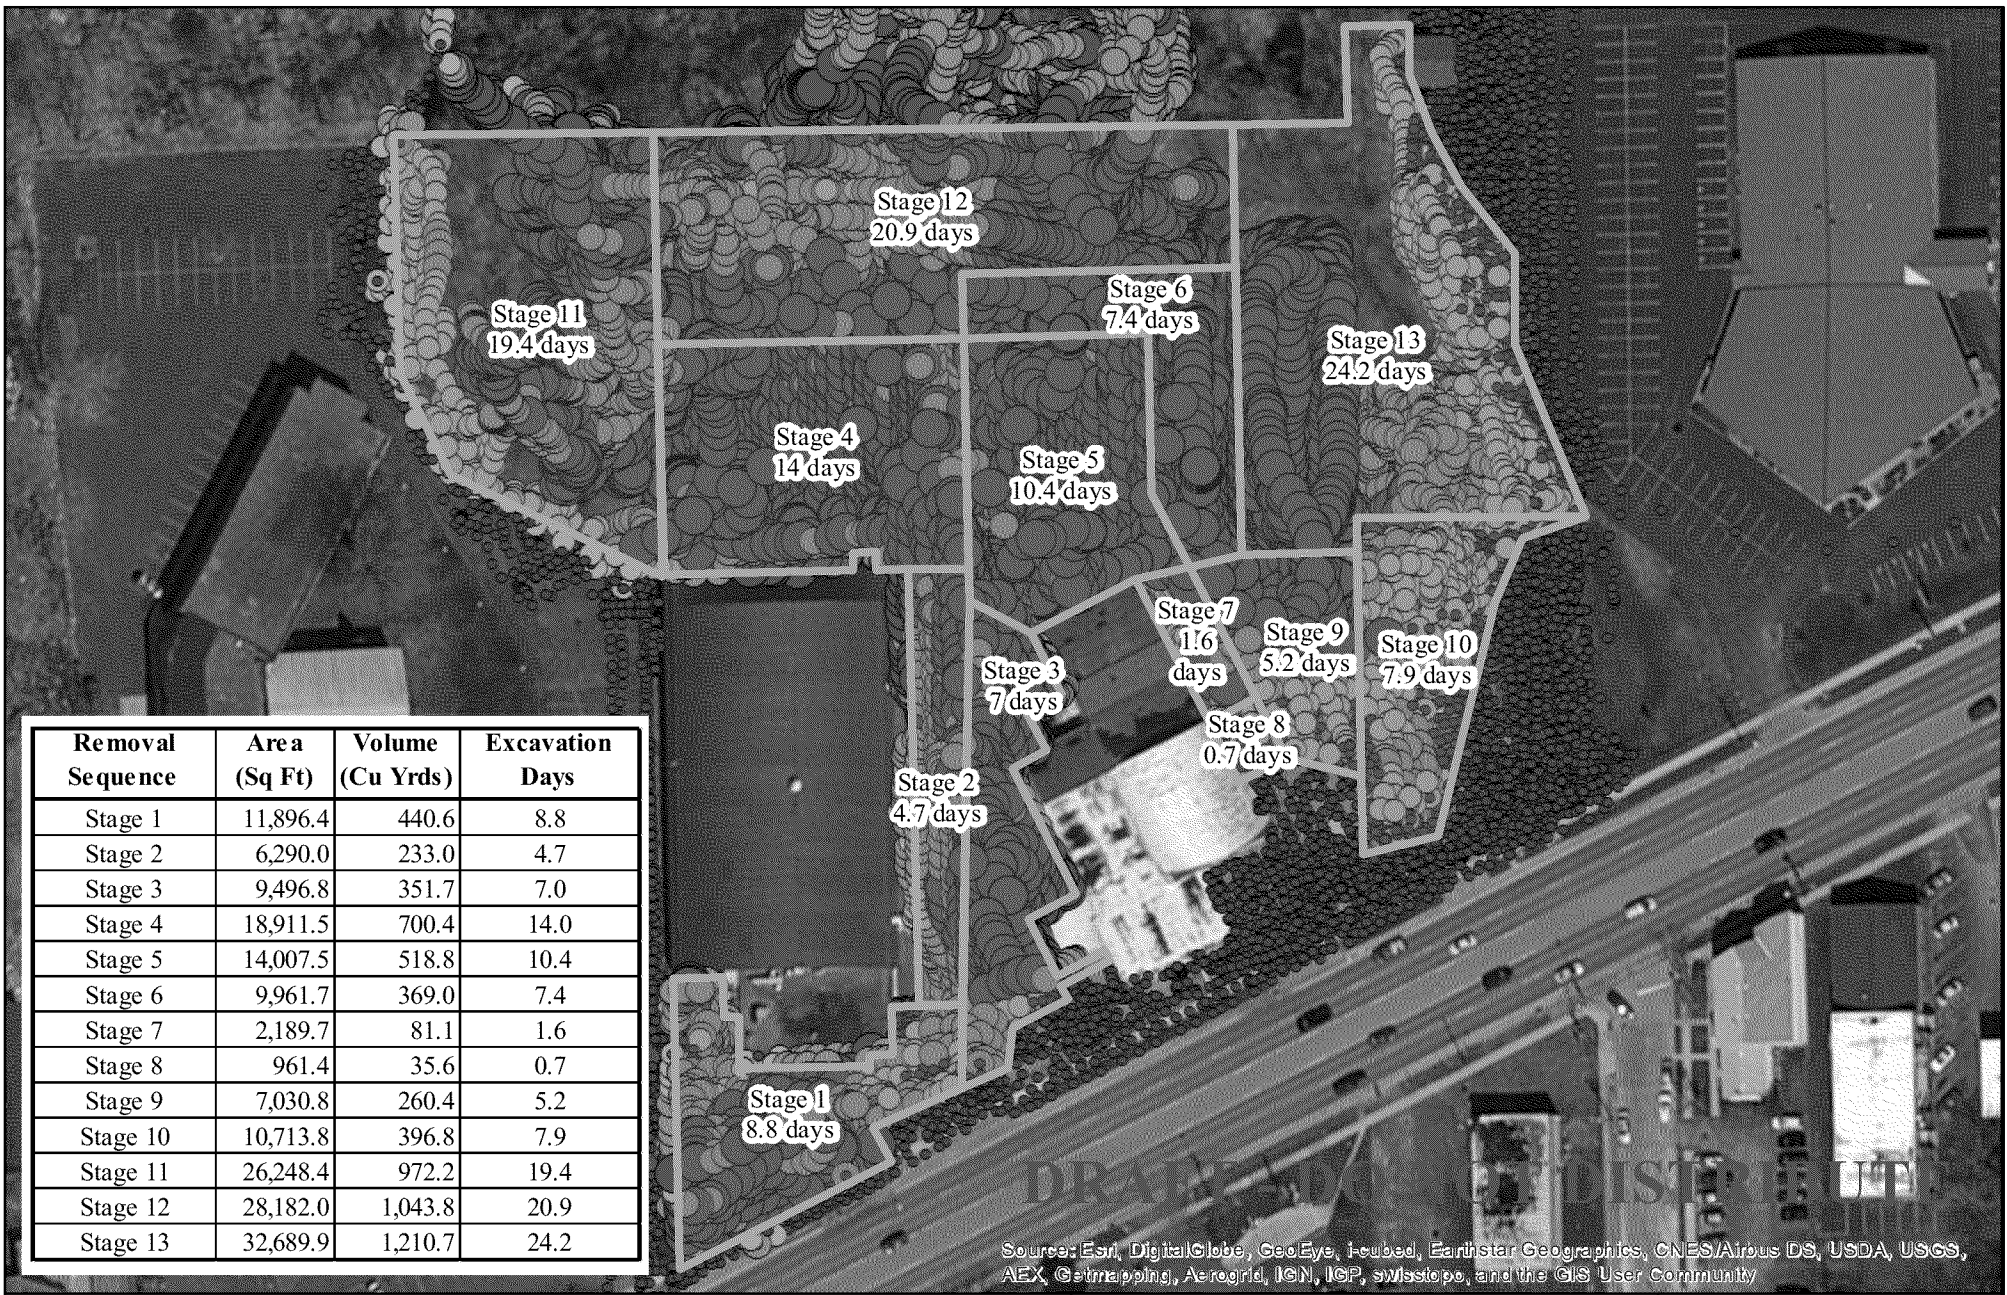 Stage 12
20.9 days
Stage 6
7.4 days
Stage 11
19.4 days
Stage 13
24.2 days
Stage 4
14 days
Stage 5
10.4 days
Stage 7
1.6
days
Stage 9
5.2 days
Stage 10
7.9 days
Stage 3
7 days
Stage 8
0.7 days
Stage 2
4.7 days
Stage 1
8.8 days
Removal Sequence Area (Sq Ft) Volume (Cu Yrds) Excavation Days
Stage 1 11,896.4 440.6 8.8
Stage 2 6,290.0 233.0 4.7
Stage 3 9,496.8 351.7 7.0
Stage 4 18,911.5 700.4 14.0
Stage 5 14,007.5 518.8 10.4
Stage 6 9,961.7 369.0 7.4
Stage 7 2,189.7 81.1 1.6
Stage 8 961.4 35.6 0.7
Stage 9 7,030.8 260.4 5.2
Stage 10 10,713.8 396.8 7.9
Stage 11 26,248.4 972.2 19.4
Stage 12 28,182.0 1,043.8 20.9
Stage 13 32,689.9 1,210.7 24.2
DRAFT - DO NOT DISTRIBUTE
Source: Esri, DigitalGlobe, GeoEye, i-cubed, Earthstar Geographics, CNES/Airbus DS, USDA, USGS,
AEX, Getmapping, Aerogrid, IGN, IGP, swisstopo, and the GIS User Community